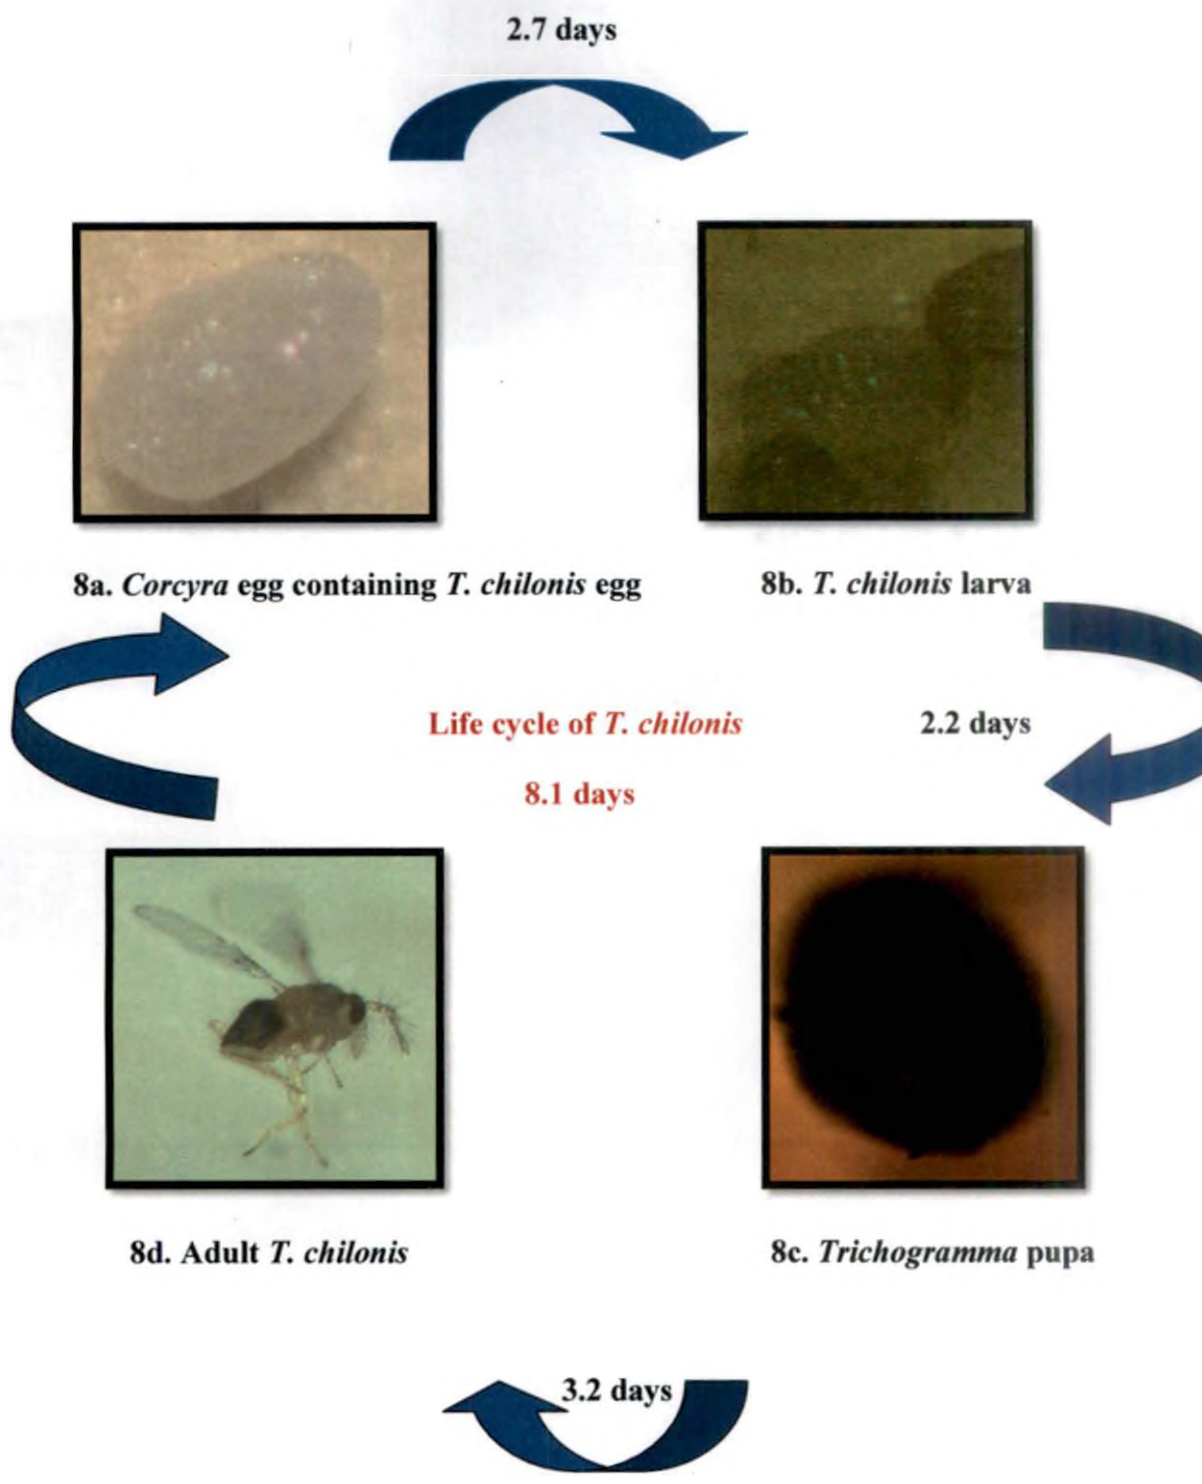 2.7 days
8a. Corcyra egg containing T. chilonis egg
8b. T. chilonis larva
Life cycle of T. chilonis
2.2 days
8.1 days
8d. Adult T. chilonis
8c. Trichogramma pupa
3.2 days